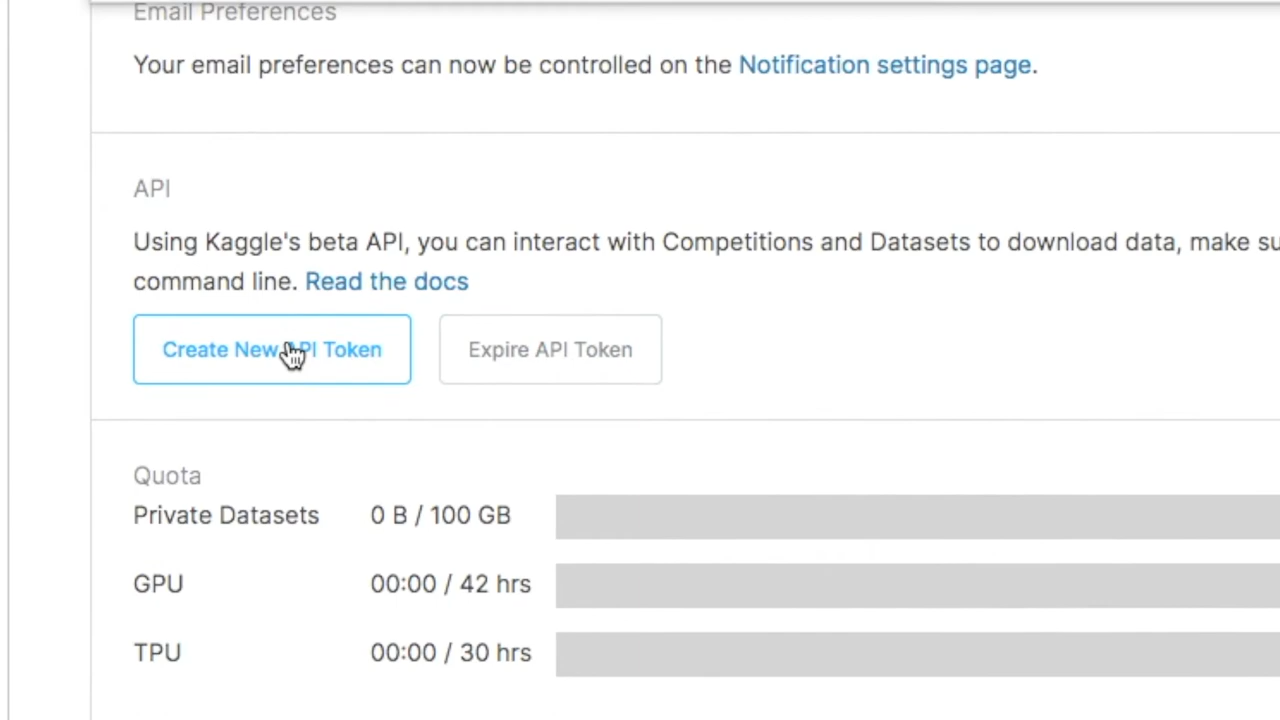 Email Preferences
Your email preferences can now be controlled on the Notification settings page.
API
Using Kaggle's beta API, you can interact with Competitions and Datasets to download data, make
command line. Read the docs
Create New API Token
Expire API Token
Quota
Private Datasets 0 B / 100 GB
GPU 00:00 / 42 hrs
TPU 00:00 / 30 hrs